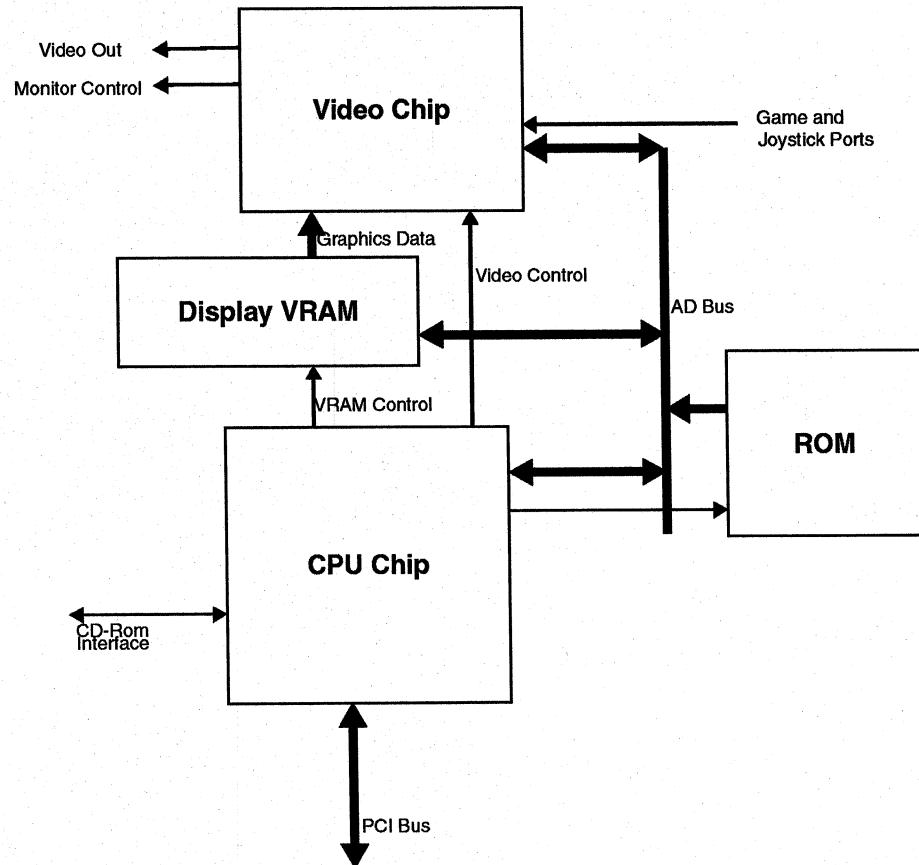 Video Out
Monitor Control
Video Chip
Game and
Joystick Ports
Graphics Data
Video Control
Display VRAM
AD Bus
VRAM Control
ROM
CPU Chip
CD-Rom
Interface
PCI Bus